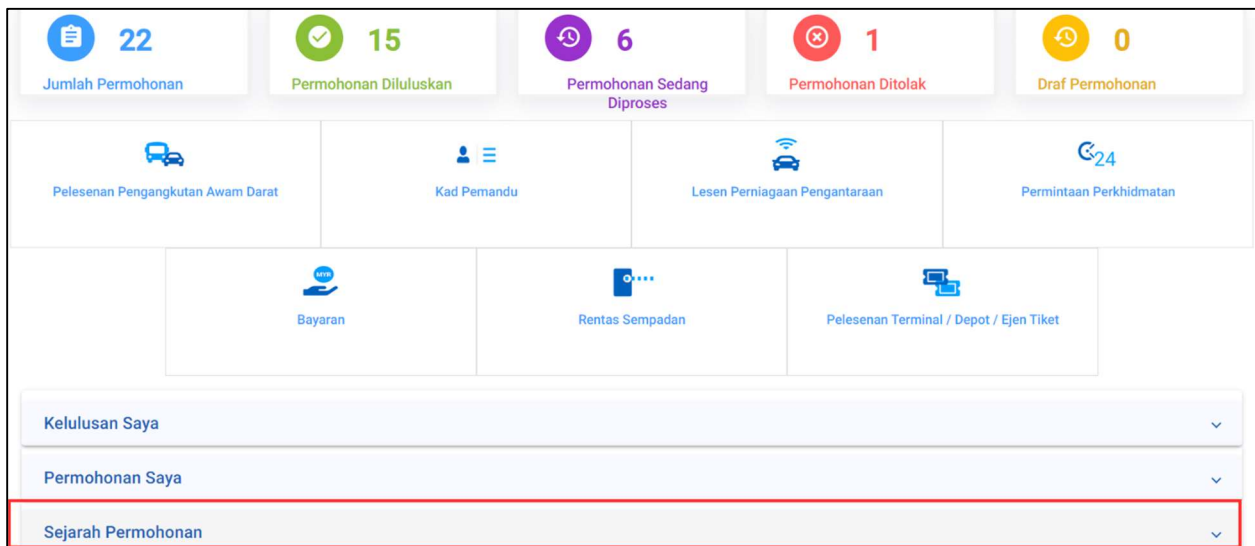 22
15
6
1
0
Jumlah Permohonan
Permohonan Diluluskan
Permohonan Sedang
Diproses
Permohonan Ditolak
Draf Permohonan
24
Pelesenan Pengangkutan Awam Darat
Kad Pemandu
Lesen Perniagaan Pengantaraan
Permintaan Perkhidmatan
MYR
Bayaran
Rentas Sempadan
Pelesenan Terminal / Depot / Ejen Tiket
Kelulusan Saya
Permohonan Saya
Sejarah Permohonan